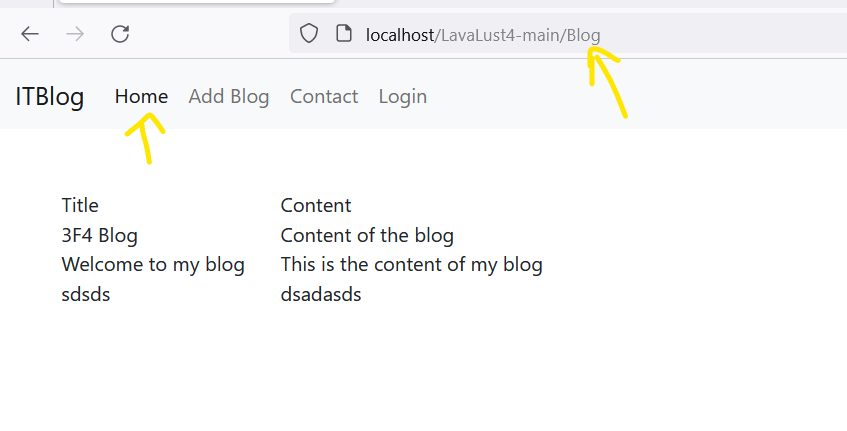 localhost/LavaLust4-main/Blog
ITBlog Home Add Blog Contact Login
Title Content
3F4 Blog Content of the blog
Welcome to my blog This is the content of my blog
sdsds dsadasds